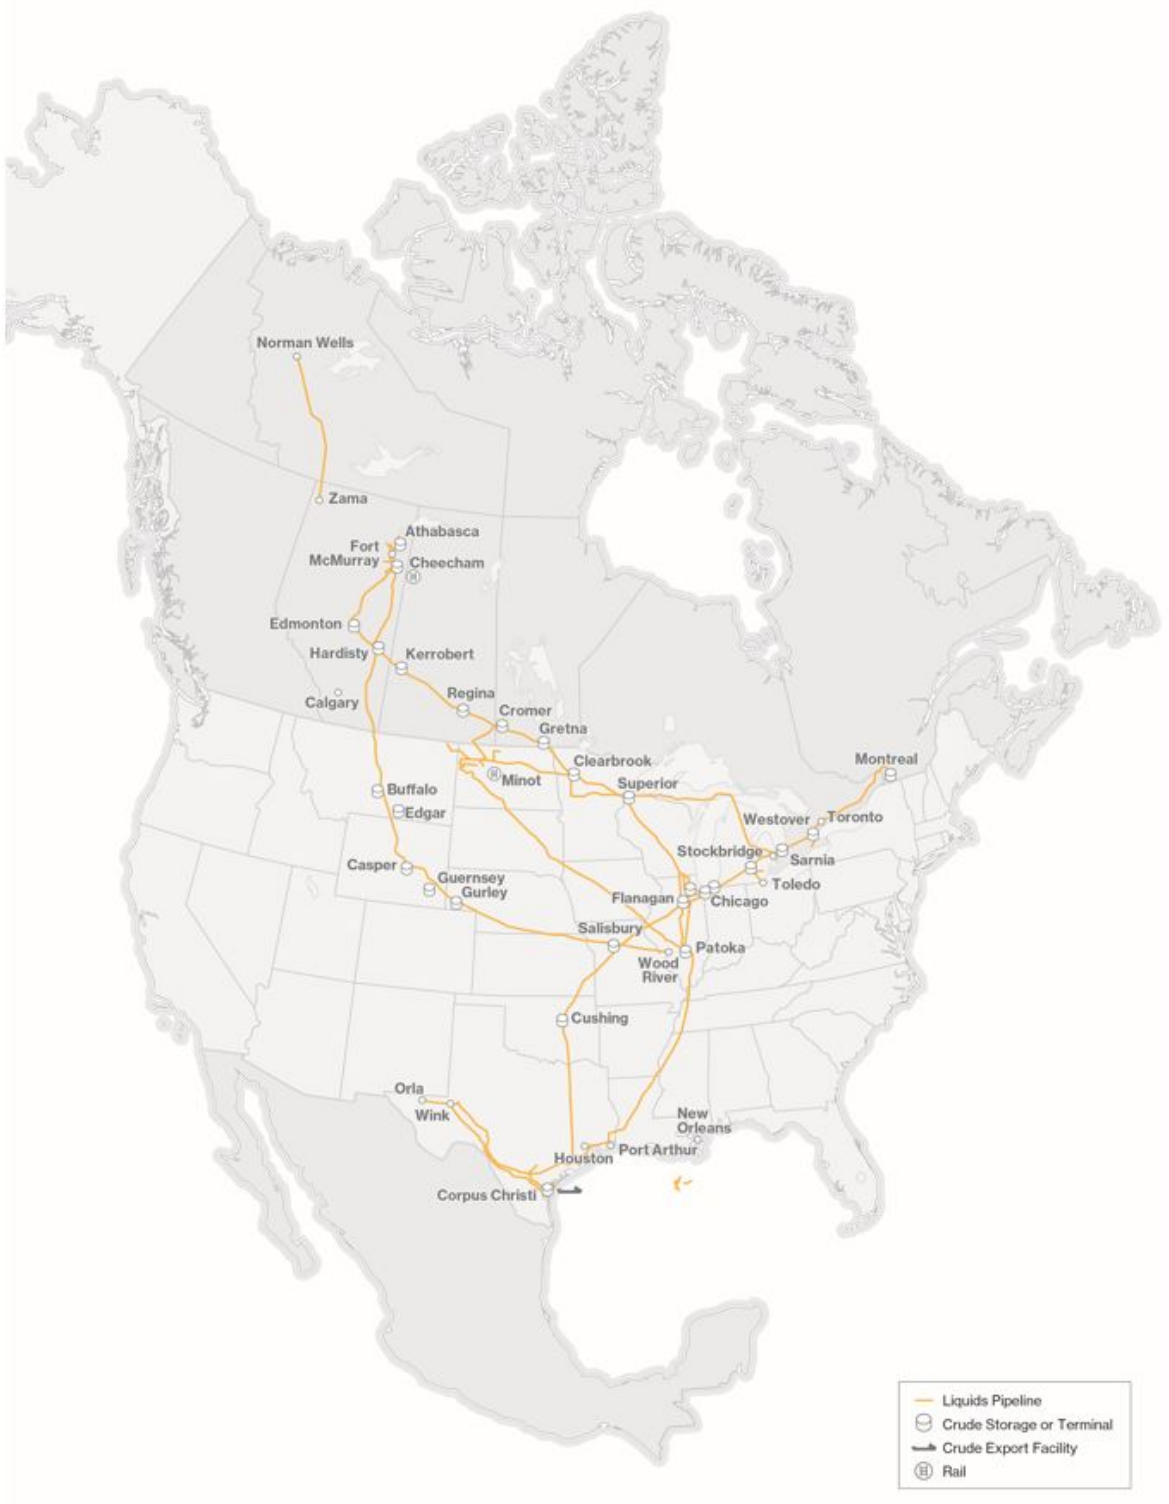 Norman Wells
Zama
Athabasca
Fort
McMurray
Cheecham
Edmonton
Hardisty
Kerrobert
Calgary
Regina
Cromer
Gretna
Clearbrook
Montreal
Minot
Superior
Buffalo
Edgar
Westover
Toronto
Stockbridge
Sarnia
Casper
Guernsey
Gurley
Toledo
Flanagan
Chicago
Salisbury
Patoka
Wood
River
Cushing
Orla
Wink
New
Orleans
Port Arthur
Houston
Corpus Christi
Liquids Pipeline
Crude Storage or Terminal
Crude Export Facility
Rail